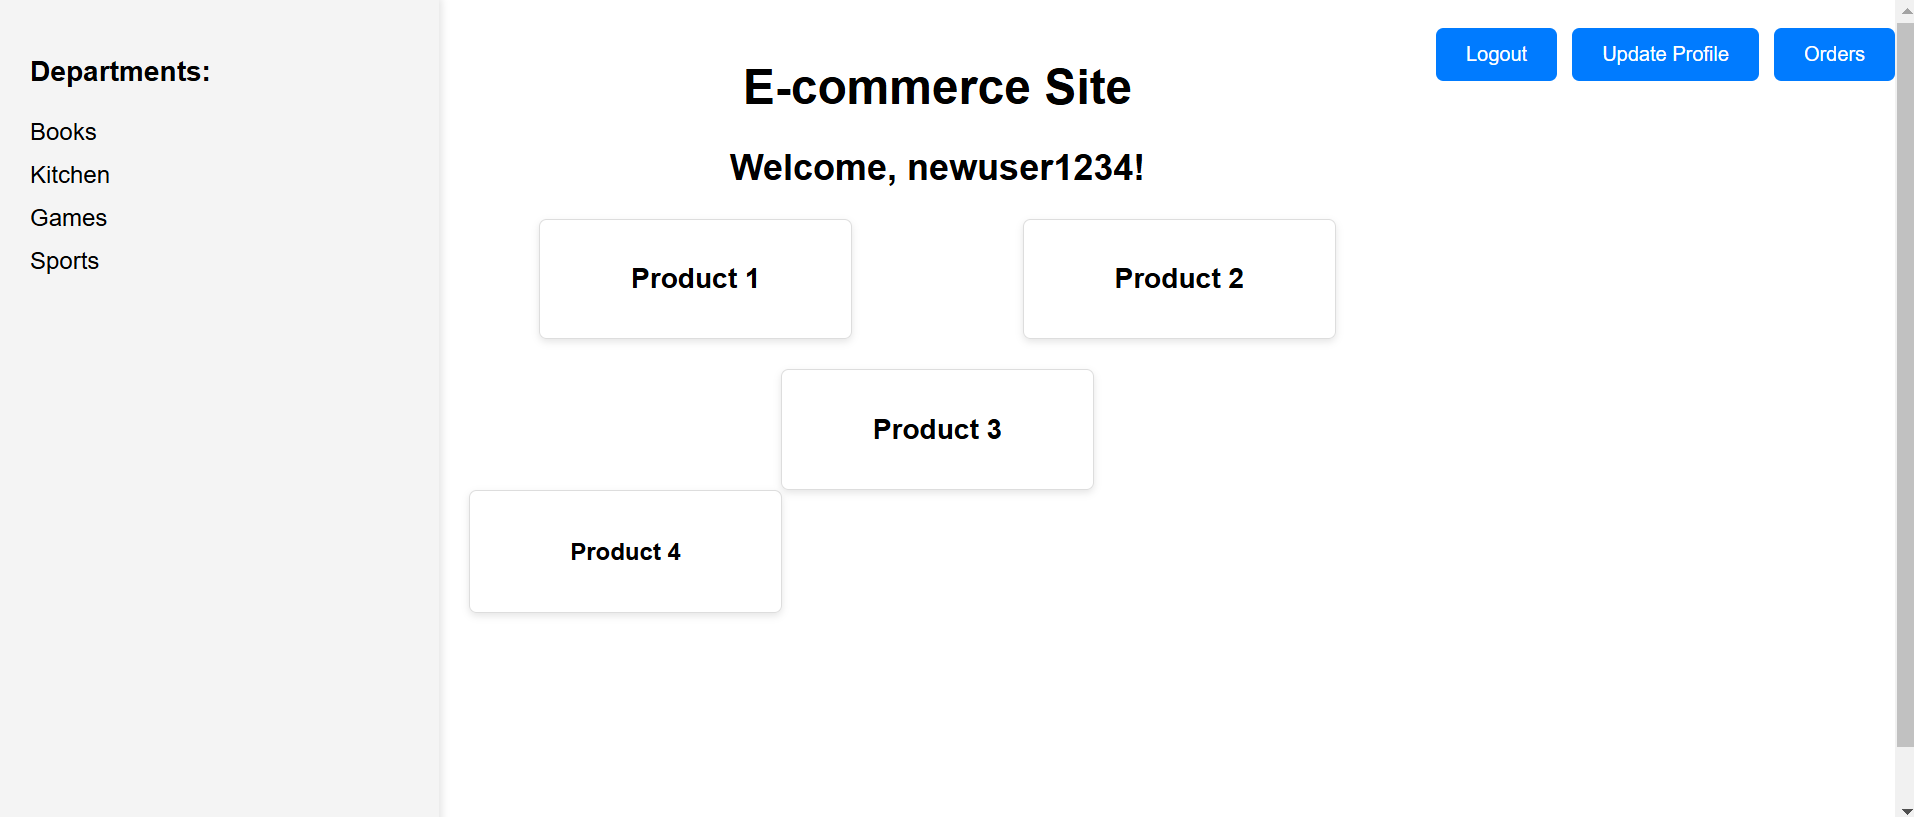 Departments:
Books
Kitchen
Games
Sports
Logout
Update Profile
Orders
E-commerce Site
Welcome, newuser1234!
Product 1
Product 2
Product 3
Product 4